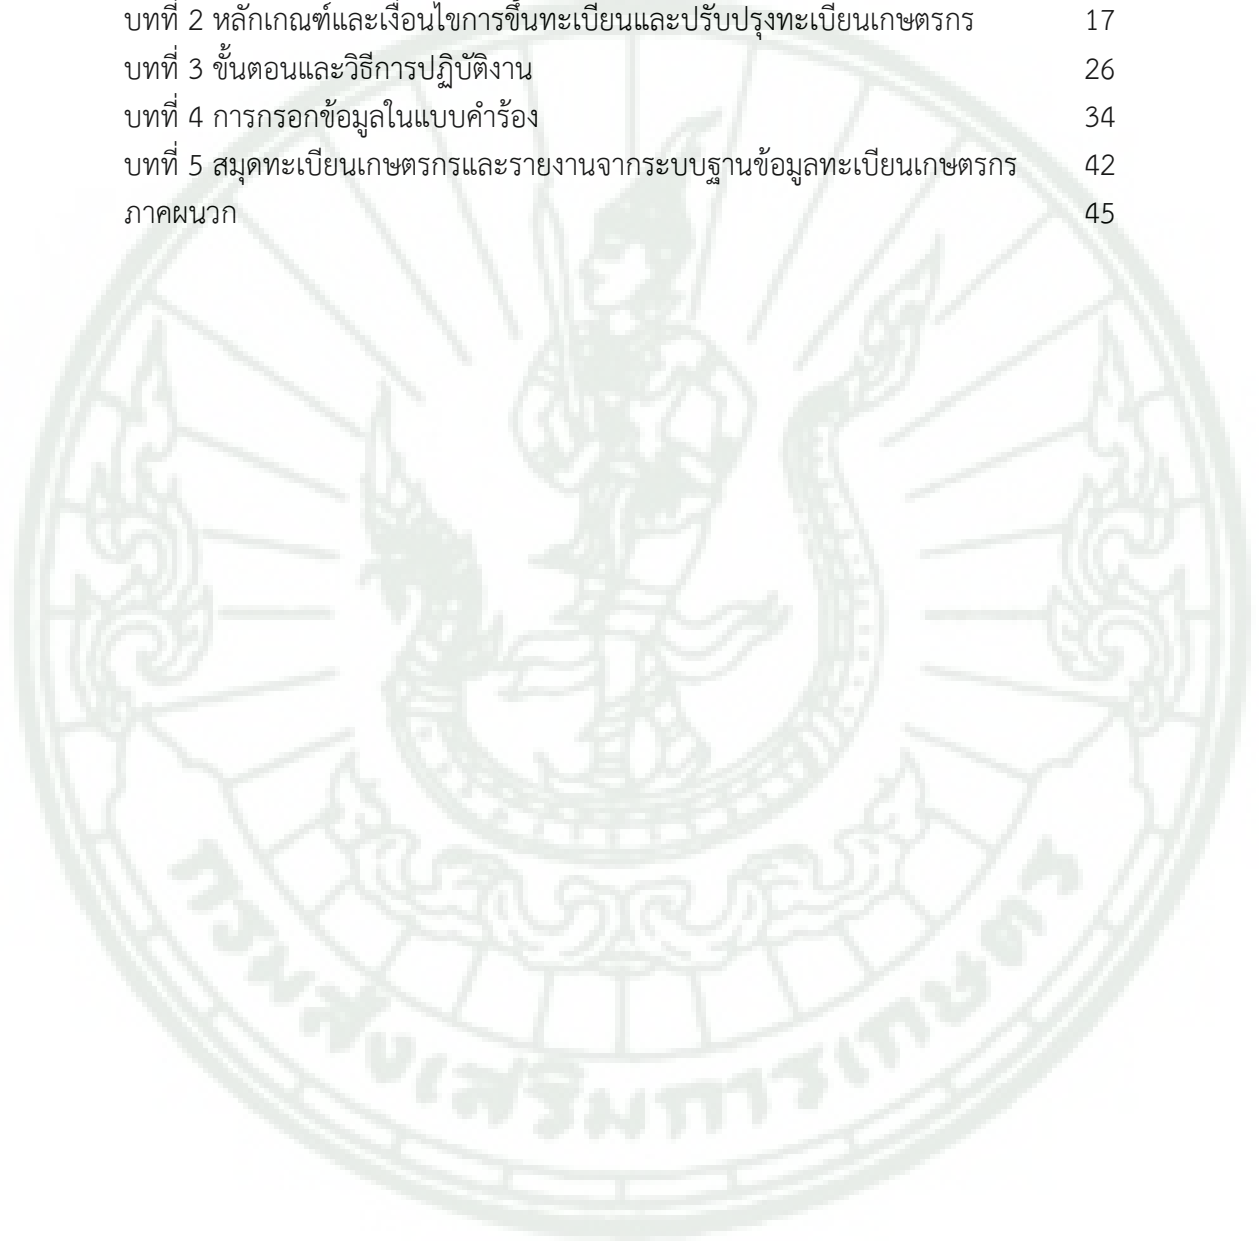 บทที่ 2 หลักเกณฑ์และเงื่อนไขการขึ้นทะเบียนและปรับปรุงทะเบียนเกษตรกร 17
บทที่ 3 ขั้นตอนและวิธีการปฏิบัติงาน 26
บทที่ 4 การกรอกข้อมูลในแบบคำร้อง 34
บทที่ 5 สมุดทะเบียนเกษตรกรและรายงานจากระบบฐานข้อมูลทะเบียนเกษตรกร 42
ภาคผนวก 45
กรมส่งเสริมการเกษตร